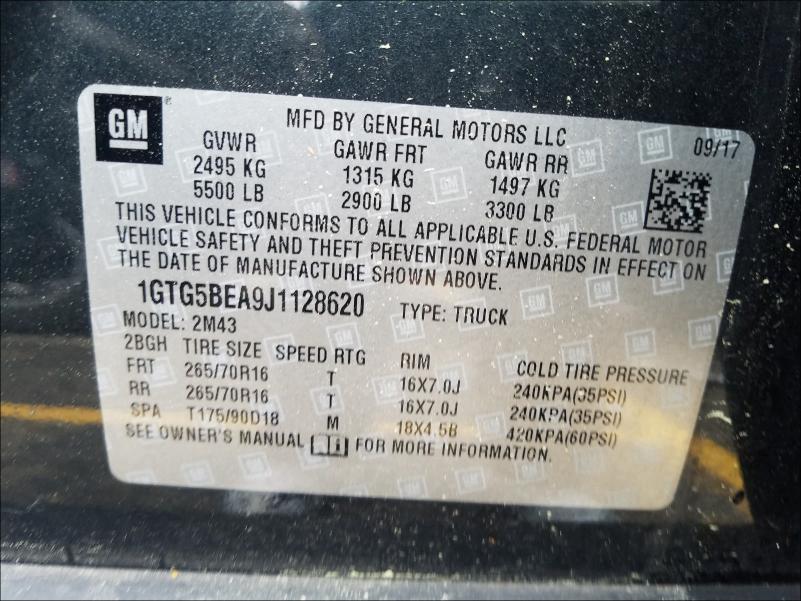 GM
MFD BY GENERAL MOTORS LLC
09/17
GVWR GAWR FRT GAWR RR
2495 KG 1315 KG 1497 KG
5500 LB 2900 LB 3300 LB
THIS VEHICLE CONFORMS TO ALL APPLICABLE U.S. FEDERAL MOTOR
VEHICLE SAFETY AND THEFT PREVENTION STANDARDS IN EFFECT ON
THE DATE OF MANUFACTURE SHOWN ABOVE.
1GTG5BEA9J1128620 TYPE: TRUCK
MODEL: 2M43
2BGH TIRE SIZE SPEED RTG RIM COLD TIRE PRESSURE
FRT 265/70R16 T 16X7.0J 240KPA(35PSI)
RR 265/70R16 T 16X7.0J 240KPA(35PSI)
SPA T175/90D18 M 18X4.5B 420KPA(60PSI)
SEE OWNER'S MANUAL FOR MORE INFORMATION.